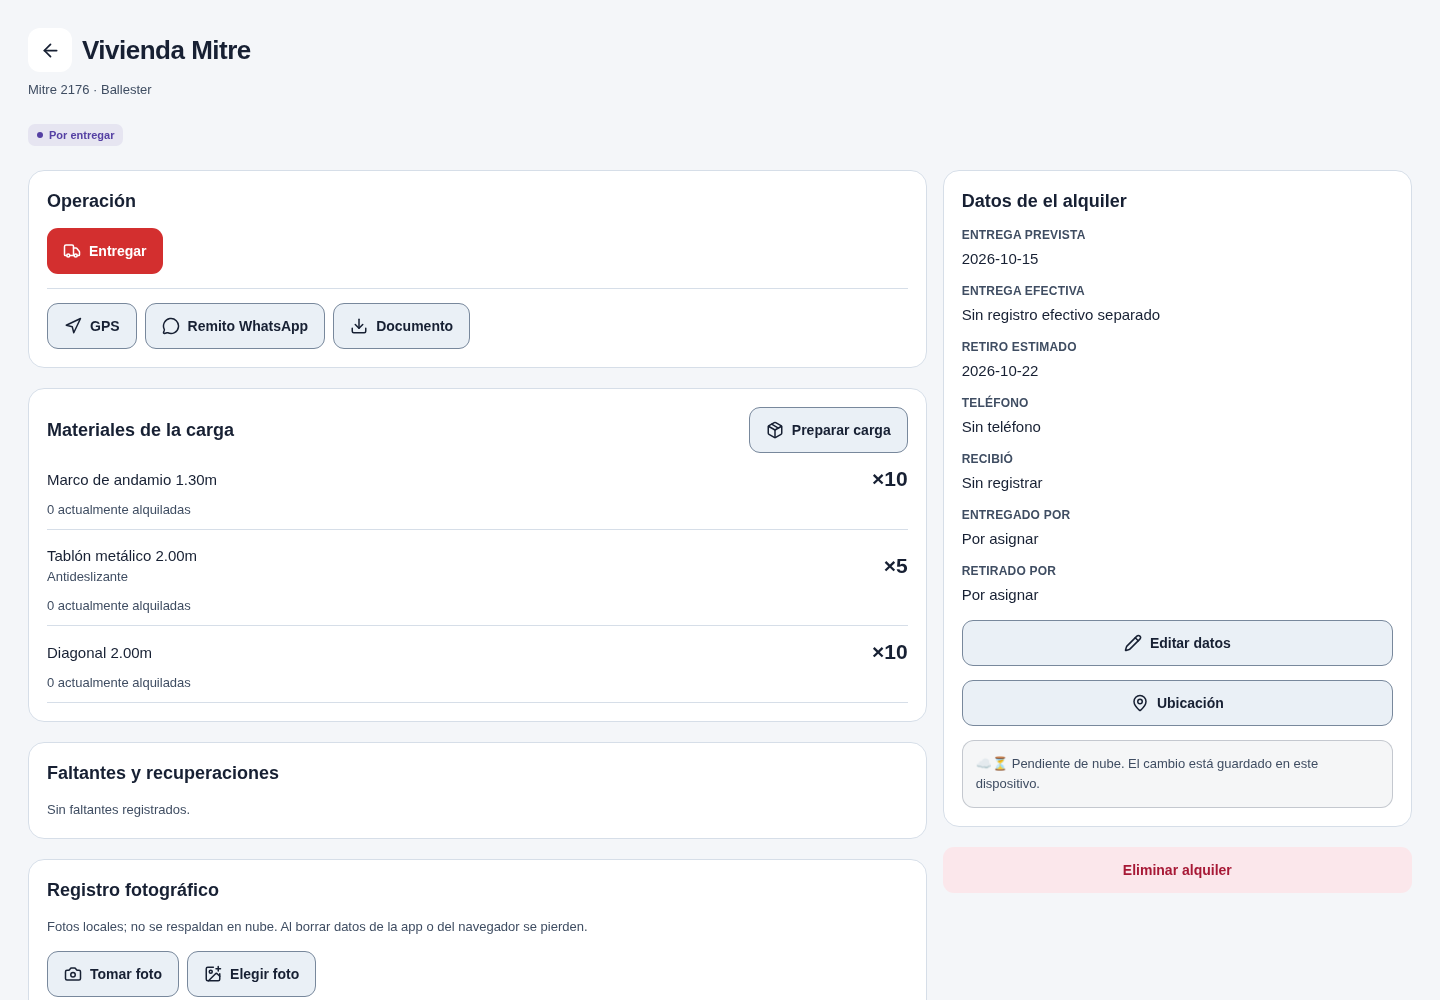 Vivienda Mitre
Mitre 2176 · Ballester
Por entregar
Operación
Entregar
GPS
Remito WhatsApp
Documento
Materiales de la carga
Preparar carga
Marco de andamio 1.30m
×10
0 actualmente alquiladas
Tablón metálico 2.00m
Antideslizante
×5
0 actualmente alquiladas
Diagonal 2.00m
×10
0 actualmente alquiladas
Faltantes y recuperaciones
Sin faltantes registrados.
Registro fotográfico
Fotos locales; no se respaldan en nube. Al borrar datos de la app o del navegador se pierden.
Tomar foto
Elegir foto
Datos de el alquiler
ENTREGA PREVISTA
2026-10-15
ENTREGA EFECTIVA
Sin registro efectivo separado
RETIRO ESTIMADO
2026-10-22
TELÉFONO
Sin teléfono
RECIBIÓ
Sin registrar
ENTREGADO POR
Por asignar
RETIRADO POR
Por asignar
Editar datos
Ubicación
☁️⏳ Pendiente de nube. El cambio está guardado en este
dispositivo.
Eliminar alquiler